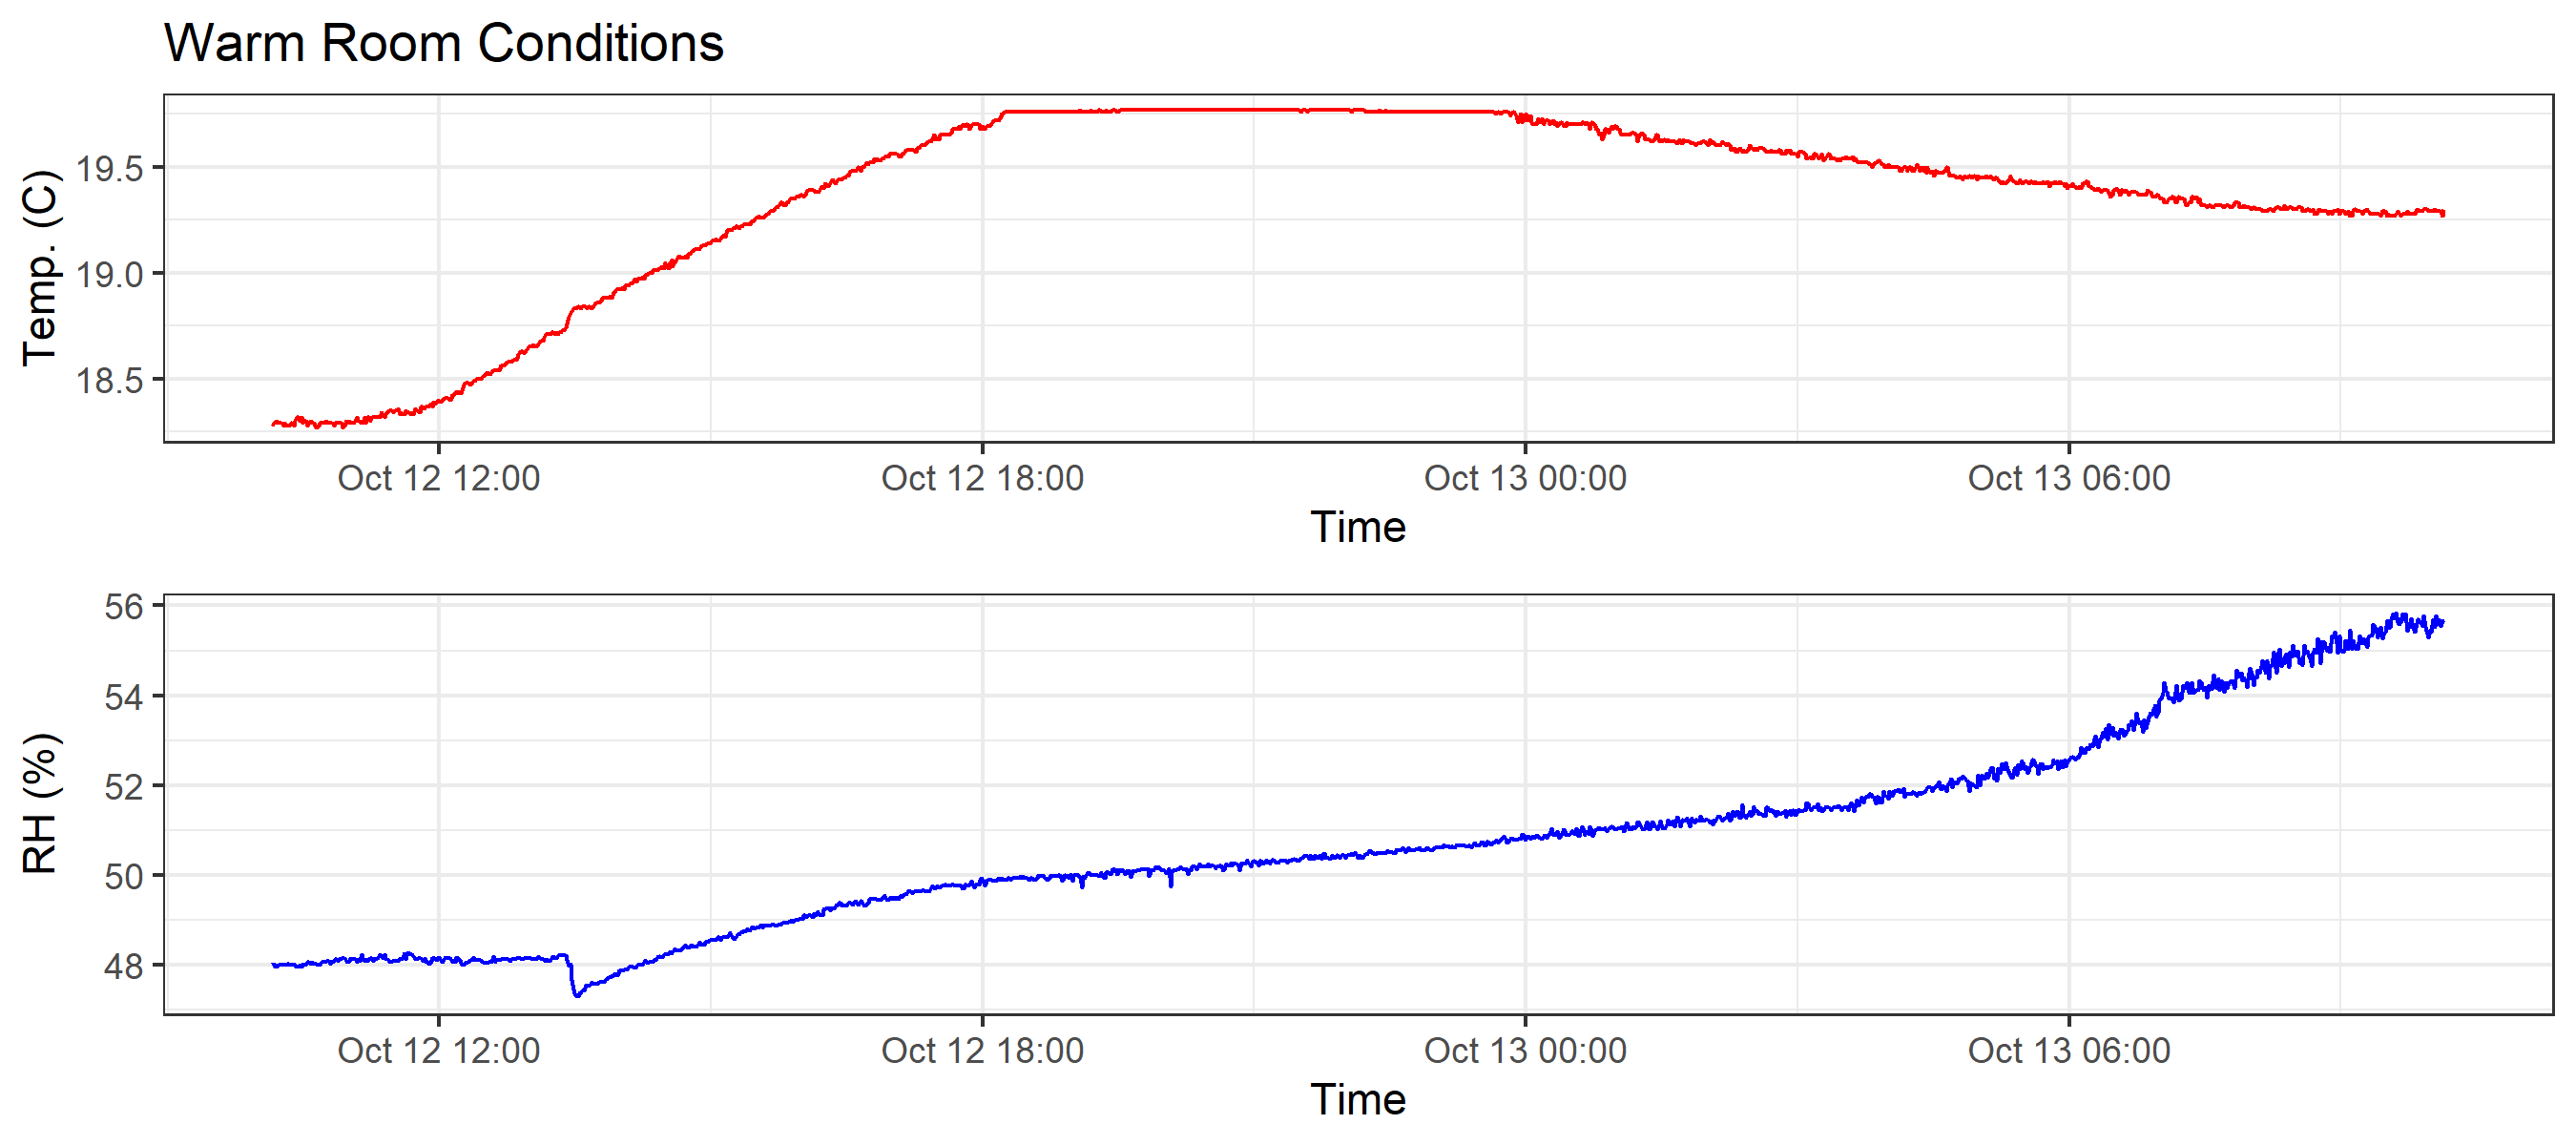 Warm Room Conditions
Temp. (C)
19.5
19.0
18.5
Oct 12 12:00 Oct 12 18:00 Oct 13 00:00 Oct 13 06:00
Time
RH (%)
56
54
52
50
48
Oct 12 12:00 Oct 12 18:00 Oct 13 00:00 Oct 13 06:00
Time